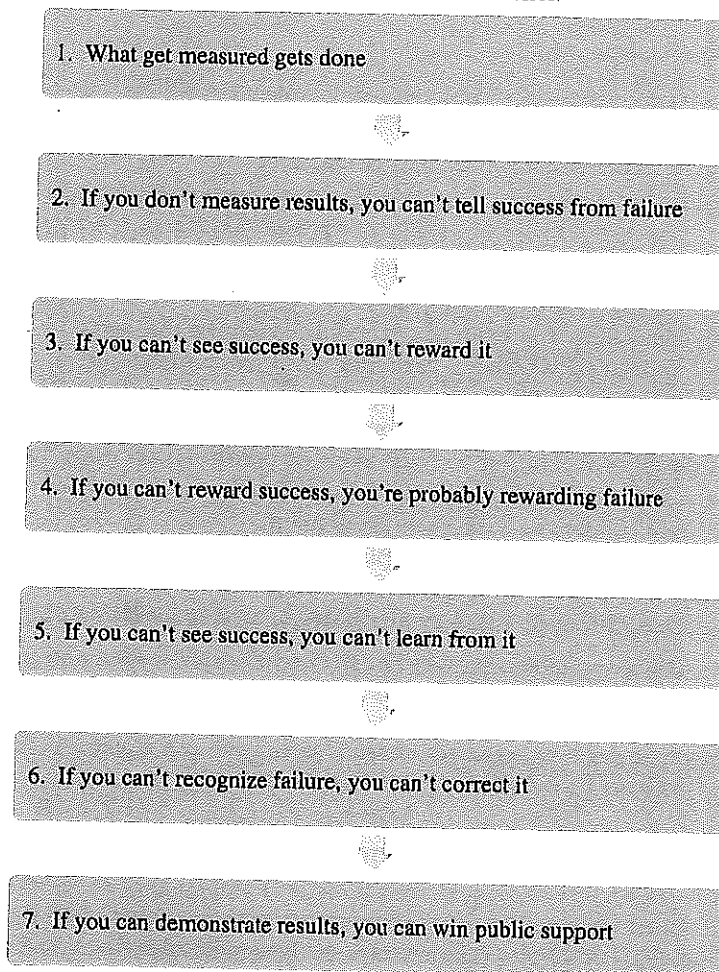 1. What get measured gets done
2. If you don't measure results, you can't tell success from failure
3. If you can't see success, you can't reward it
4. If you can't reward success, you're probably rewarding failure
5. If you can't see success, you can't learn from it
6. If you can't recognize failure, you can't correct it
7. If you can demonstrate results, you can win public support